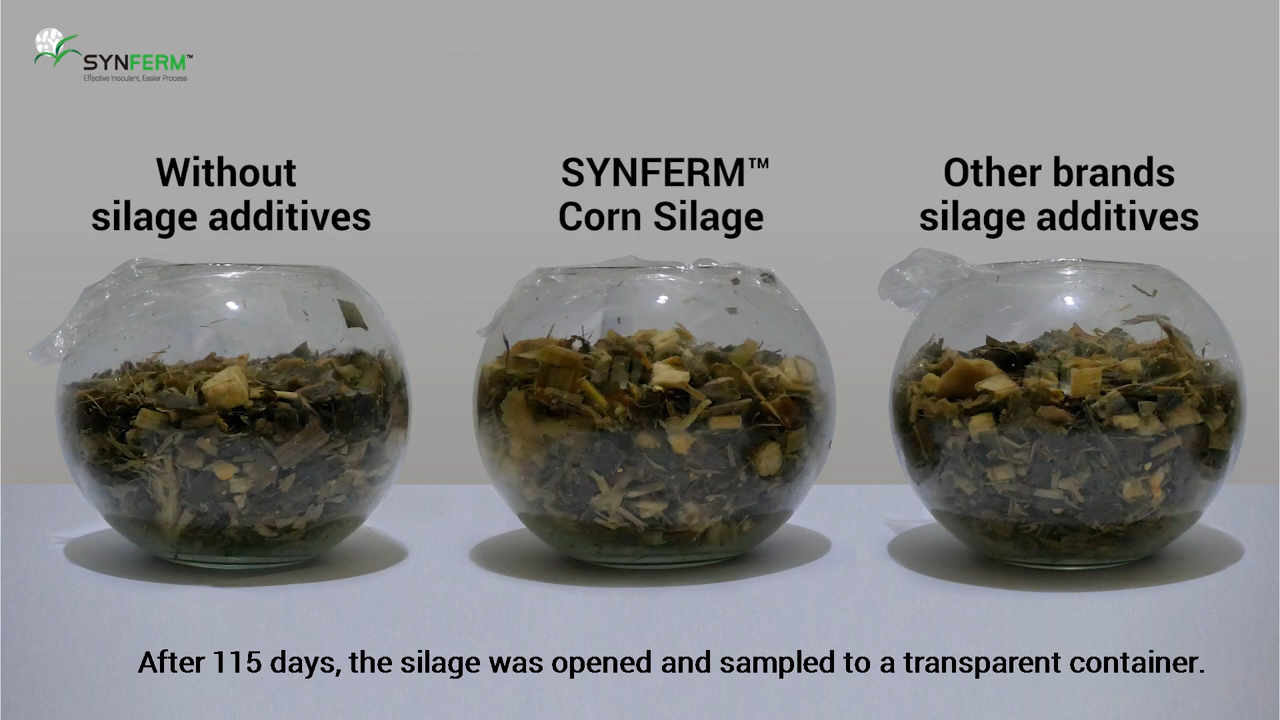 SYNFERM™
Effective Inoculant, Easier Process
Without
silage additives
SYNFERM™
Corn Silage
Other brands
silage additives
After 115 days, the silage was opened and sampled to a transparent container.